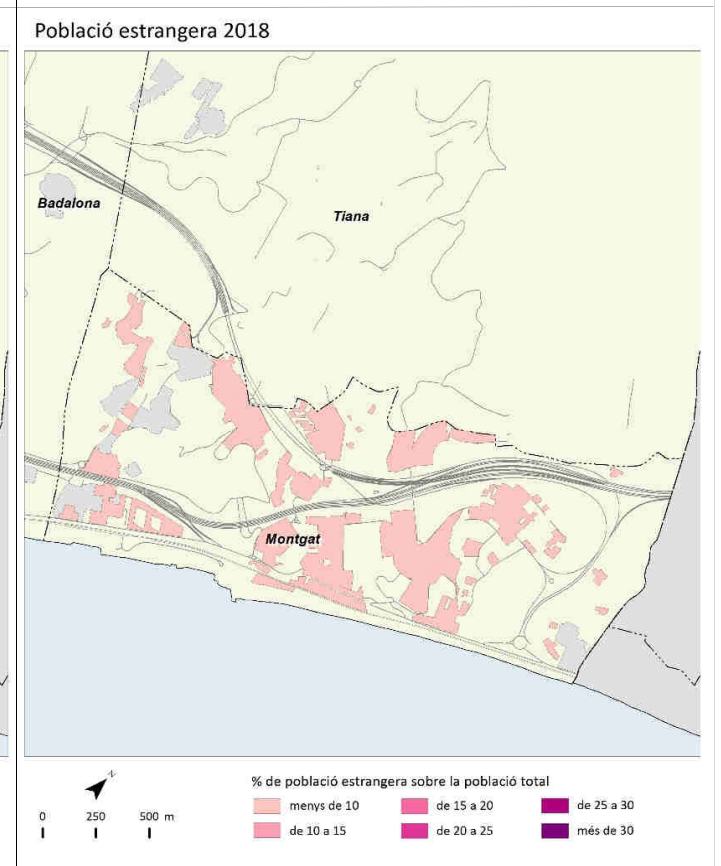 Població estrangera 2018
Badalona
Tiana
Montgat
N
% de població estrangera sobre la població total
0 250 500 m
menys de 10
de 15 a 20
de 25 a 30
de 10 a 15
de 20 a 25
més de 30